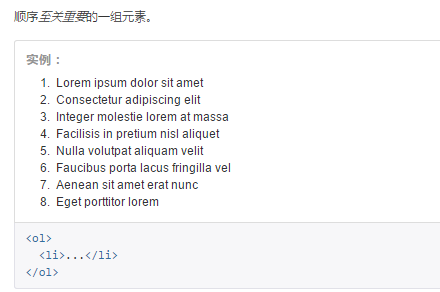 顺序至关重要的一组元素。
实例：
1. Lorem ipsum dolor sit amet
2. Consectetur adipiscing elit
3. Integer molestie lorem at massa
4. Facilisis in pretium nisl aliquet
5. Nulla volutpat aliquam velit
6. Faucibus porta lacus fringilla vel
7. Aenean sit amet erat nunc
8. Eget porttitor lorem
<ol>
  <li>...</li>
</ol>